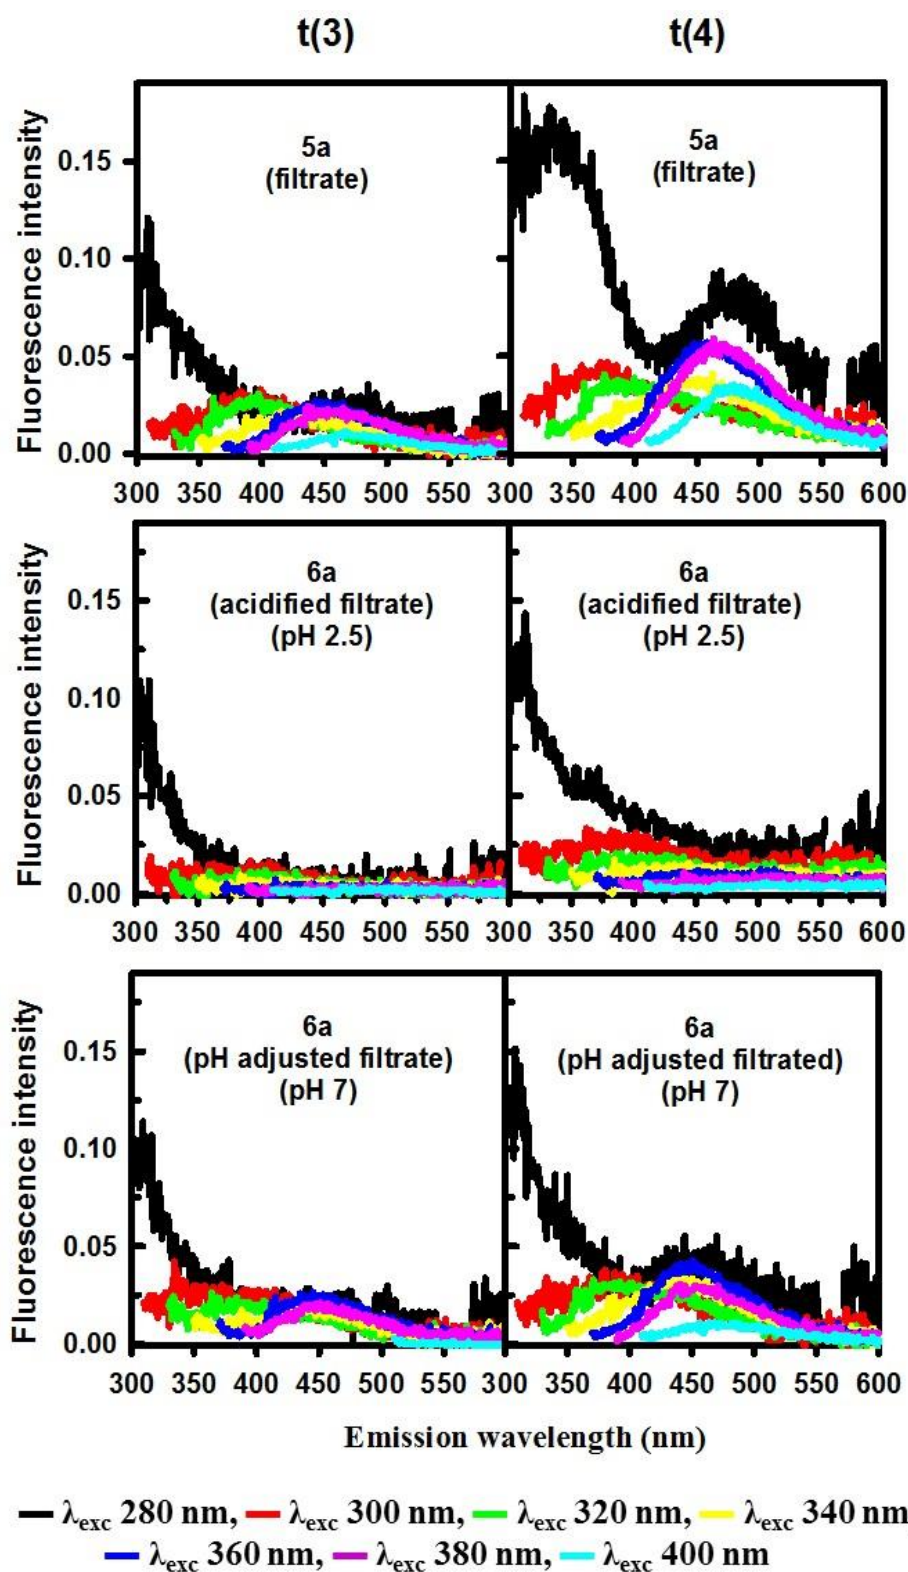 t(3) t(4)
Fluorescence intensity
0.15
0.10
0.05
0.00
5a
(filtrate)
5a
(filtrate)
300 350 400 450 500 550 300 350 400 450 500 550 600
Fluorescence intensity
0.15
0.10
0.05
0.00
6a
(acidified filtrate)
(pH 2.5)
6a
(acidified filtrate)
(pH 2.5)
300 350 400 450 500 550 300 350 400 450 500 550 600
Fluorescence intensity
0.15
0.10
0.05
0.00
6a
(pH adjusted filtrate)
(pH 7)
6a
(pH adjusted filtrated)
(pH 7)
300 350 400 450 500 550 300 350 400 450 500 550 600
Emission wavelength (nm)
λexc 280 nm, λexc 300 nm, λexc 320 nm, λexc 340 nm
λexc 360 nm, λexc 380 nm, λexc 400 nm